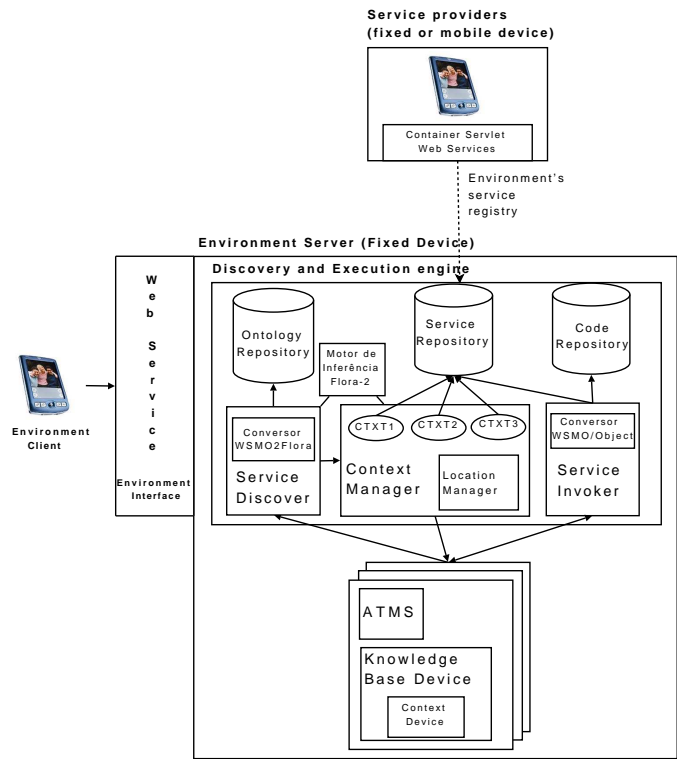 Service providers
(fixed or mobile device)
Container Servlet
Web Services
Environment's
service
registry
Environment Server (Fixed Device)
Discovery and Execution engine
Web Service
Environment
Interface
Environment
Client
Ontology
Repository
Motor de
Inferência
Flora-2
Service
Repository
Code
Repository
Conversor
WSMO2Flora
Service
Discover
CTXT1
CTXT2
CTXT3
Context
Manager
Location
Manager
Conversor
WSMO/Object
Service
Invoker
ATMS
Knowledge
Base Device
Context
Device